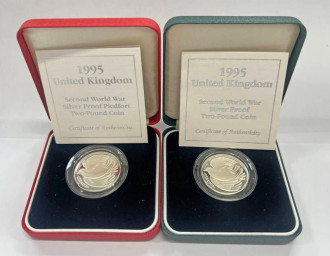 1995
United Kingdom
Second World War
Silver Proof Piedfort
Two-Pound Coin
Certificate of Authenticity
1995
United Kingdom
Second World War
Silver Proof
Two-Pound Coin
Certificate of Authenticity